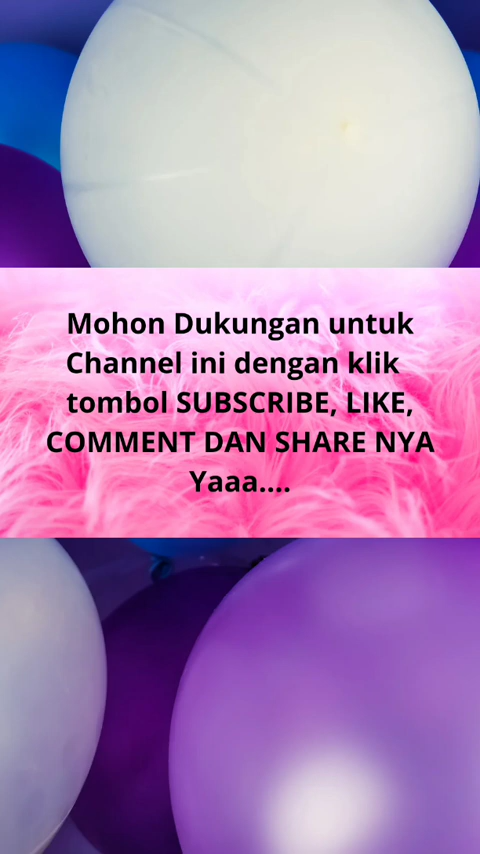 Mohon Dukungan untuk
Channel ini dengan klik
tombol SUBSCRIBE, LIKE,
COMMENT DAN SHARE NYA
Yaaa....